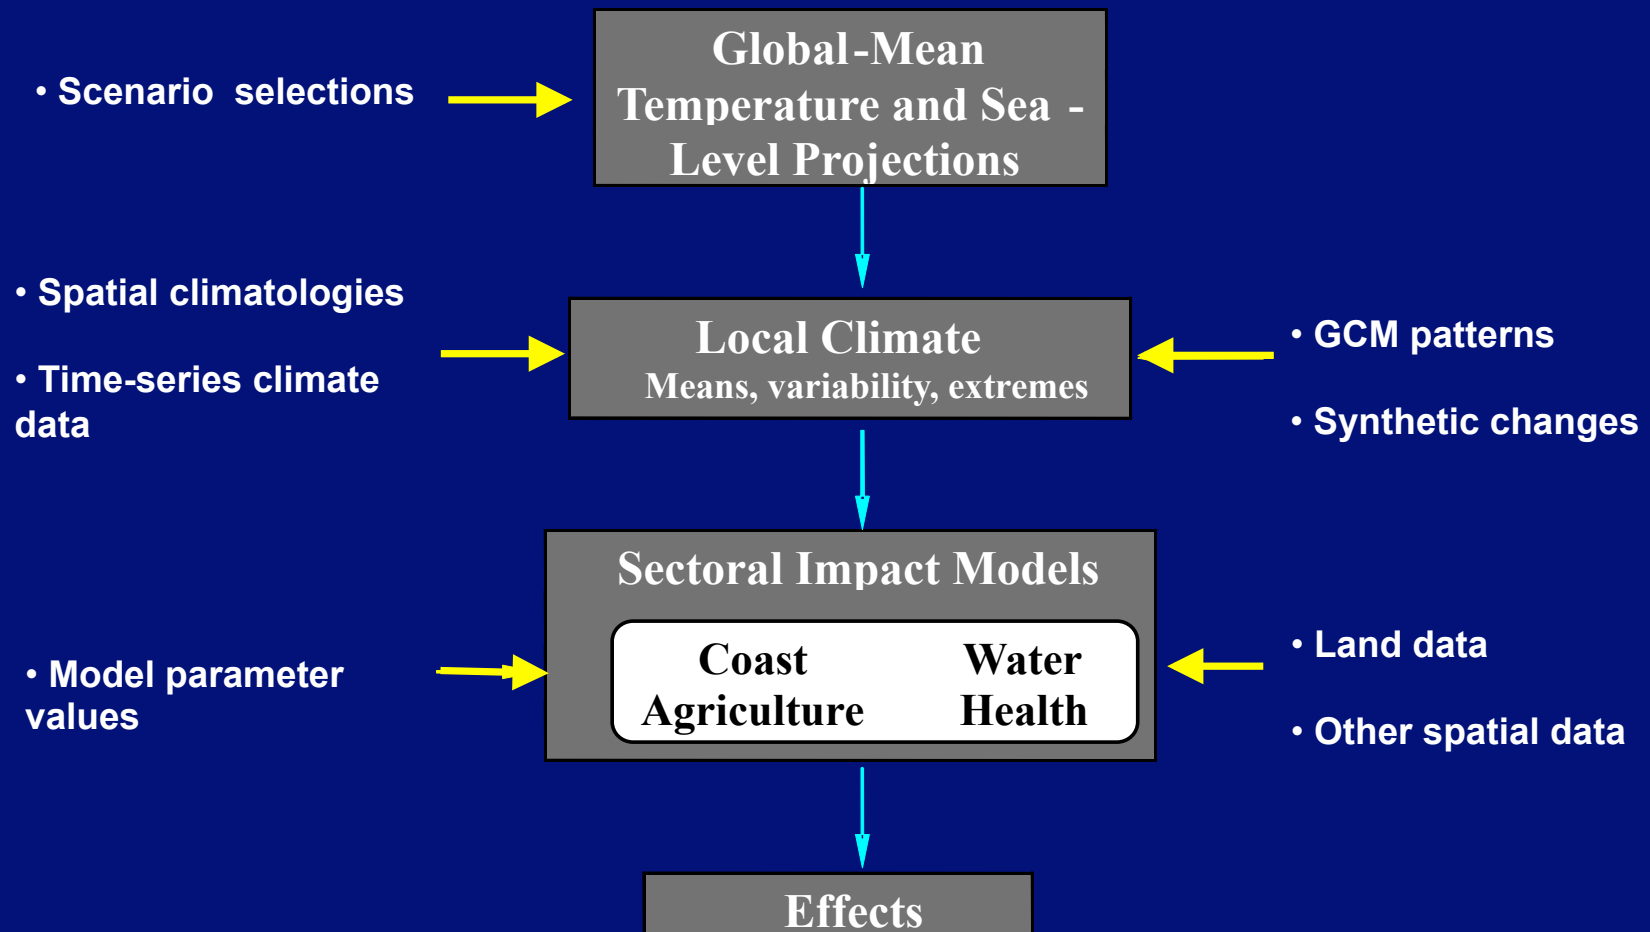 Global-Mean
Temperature and Sea -
Level Projections
• Scenario selections
• Spatial climatologies
• Time-series climate
data
Local Climate
Means, variability, extremes
• GCM patterns
• Synthetic changes
Sectoral Impact Models
Coast Water
Agriculture Health
• Model parameter
values
• Land data
• Other spatial data
Effects